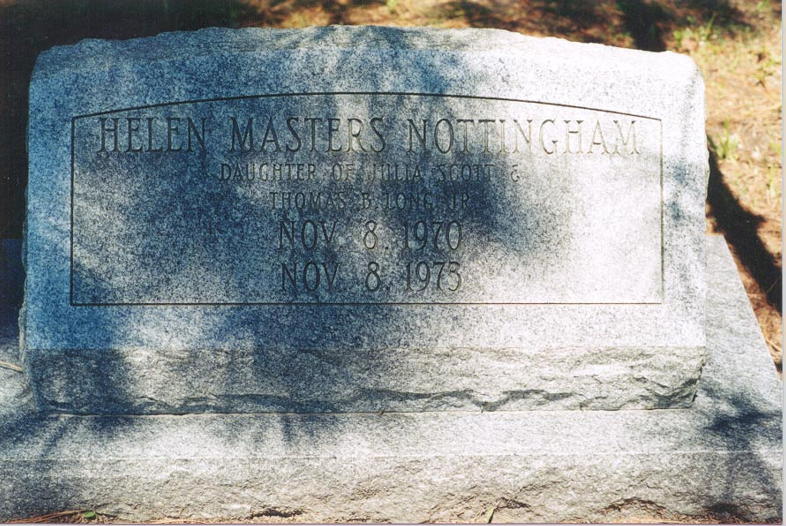 HELEN MASTERS NOTTINGHAM
DAUGHTER OF JULIA SCOTT &
THOMAS B. LONG, JR.
NOV. 8, 1970
NOV. 8, 1973